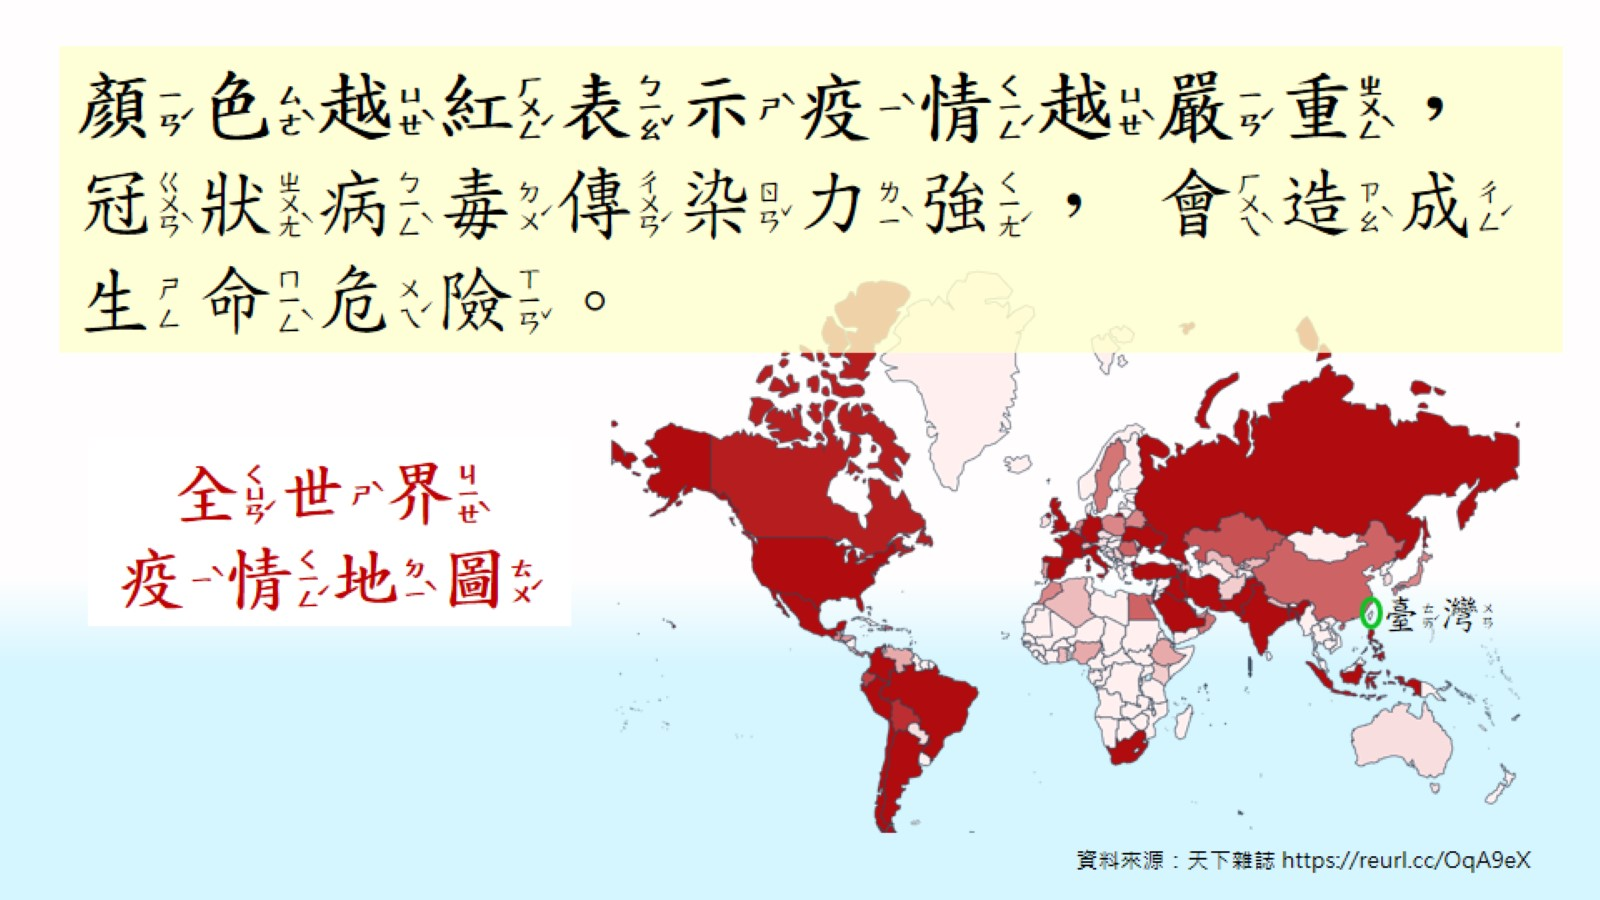 顏色越紅表示疫情越嚴重，
冠狀病毒傳染力強， 會造成
生命危險。
全世界
疫情地圖
臺灣
資料來源：天下雜誌 https://reurl.cc/OqA9eX